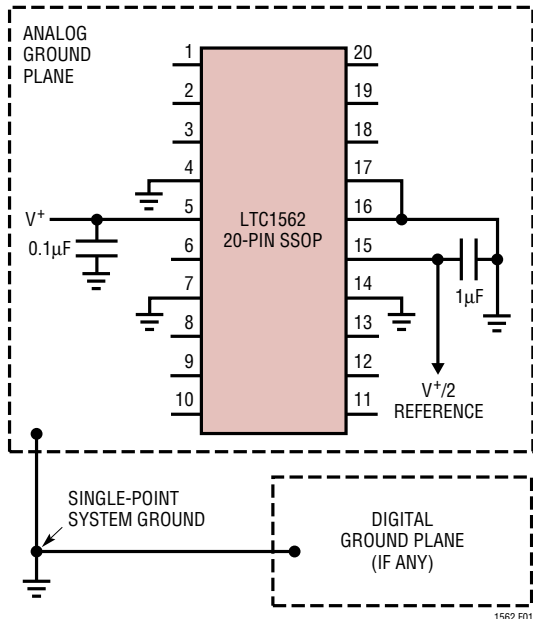 ANALOG
GROUND
PLANE
1
2
3
4
5
6
7
8
9
10
20
19
18
17
16
15
14
13
12
11
LTC1562
20-PIN SSOP
V+
0.1µF
1µF
V+/2
REFERENCE
SINGLE-POINT
SYSTEM GROUND
DIGITAL
GROUND PLANE
(IF ANY)
1562 F01